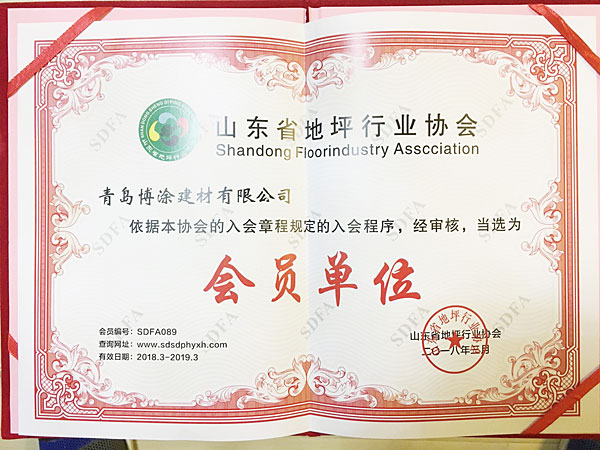 山东省地坪行业协会
Shandong Floorindustry Asscciation
青岛博涂建材有限公司
依据本协会的入会章程规定的入会程序，经审核，当选为
会员单位
会员编号：SDFA089
查询网址：www.sdsdphyxh.com
有效日期：2018.3-2019.3
山东省地坪行业协会
二〇一八年三月